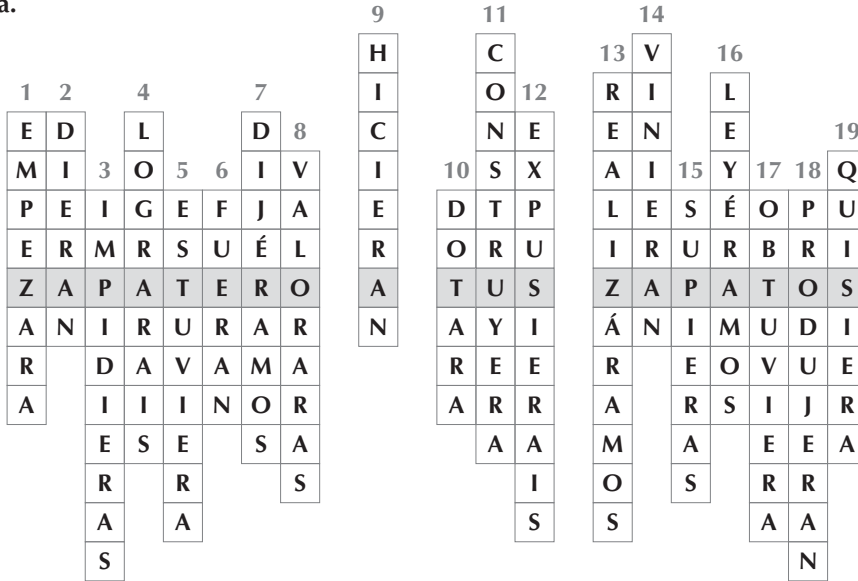 a.
9 11 14
H C 13 V 16
1 2 4 7 I O 12 R I L
E D L D 8 C N E E N E 19
M I 3 O 5 6 I V I 10 S X A I 15 Y 17 18 Q
P E I G E F J A E D T P L E S É O P U
E R M R S U É L R O R U I R U R B R I
Z A P A T E R O A T U S Z A P A T O S
A N I R U R A R N A Y I Á N I M U D I
R D A V A M A R E E R E O V U E
A I I I N O R A R R A R S I J R
E S E S A A A M A E E A
R R S I O S R R
A A S S A A
S N